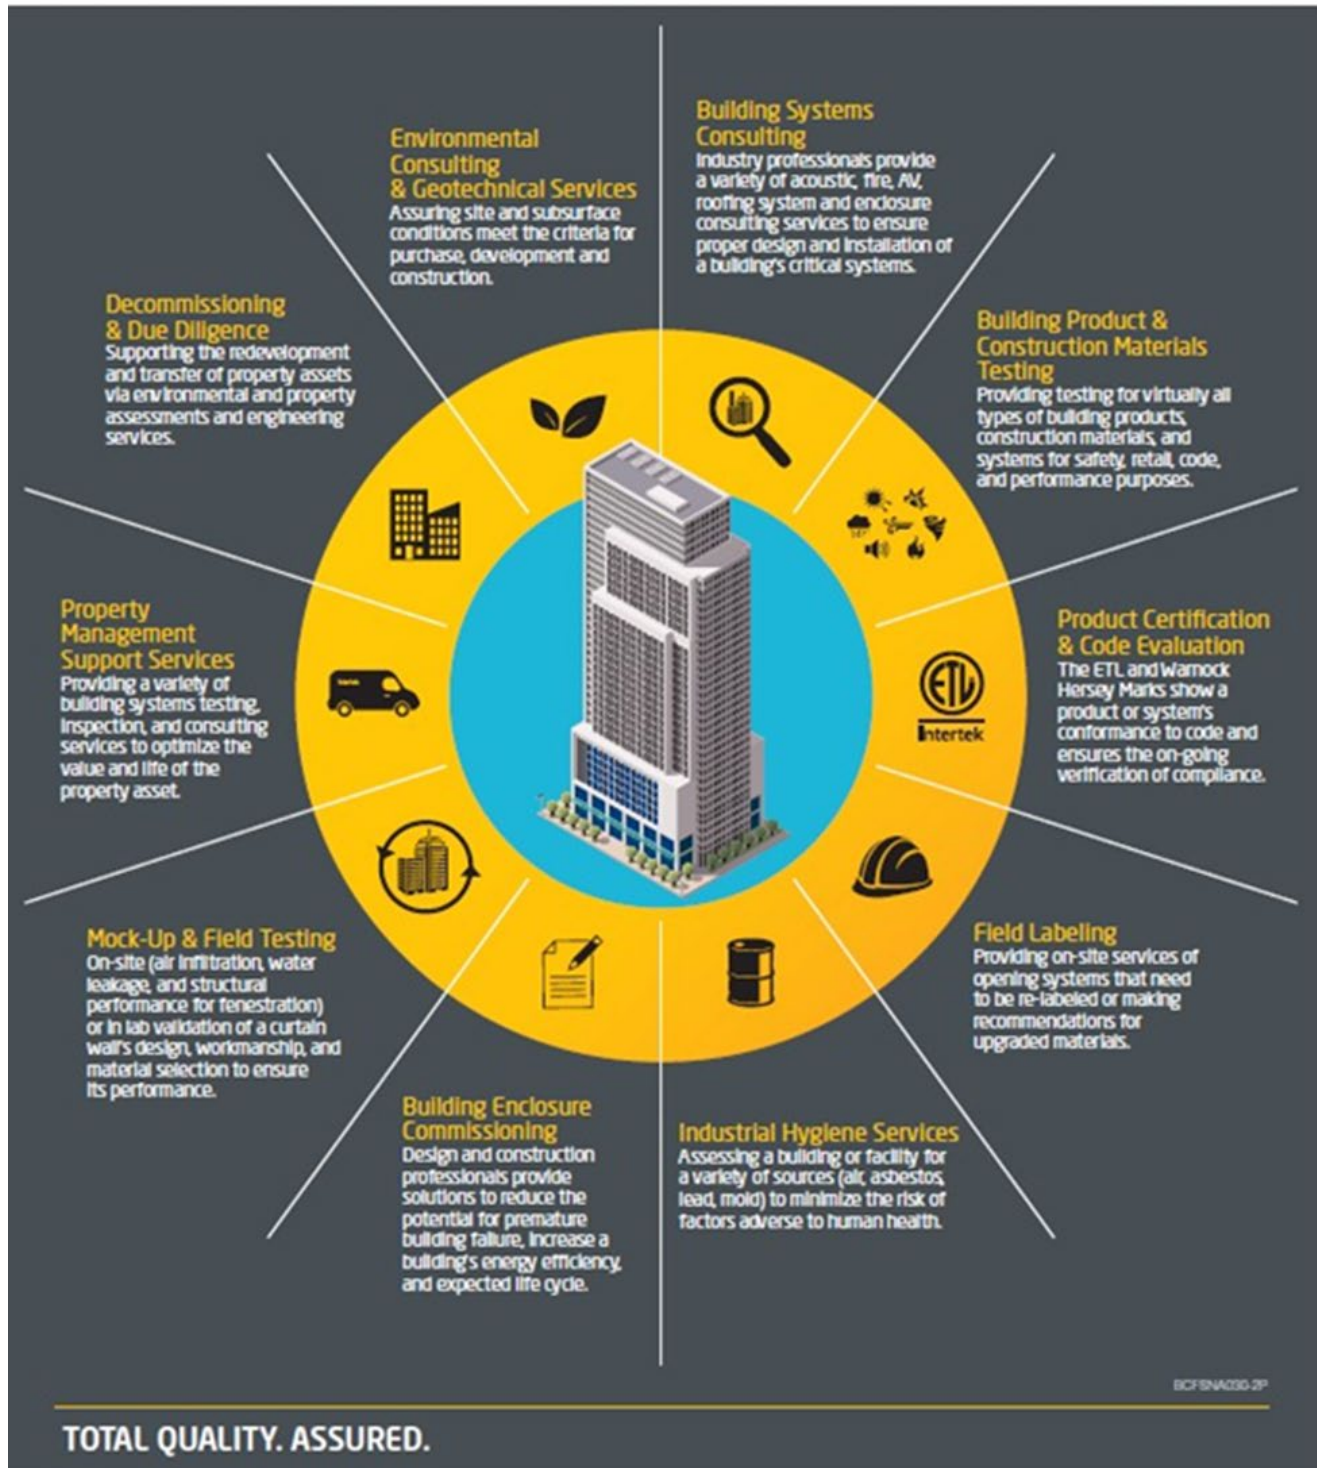 Building Systems
Consulting
Industry professionals provide
a variety of acoustic, fire, AV,
roofing system and enclosure
consulting services to ensure
proper design and installation of
a building's critical systems.
Building Product &
Construction Materials
Testing
Providing testing for virtually all
types of building products,
construction materials, and
systems for safety, retail, code,
and performance purposes.
Product Certification
& Code Evaluation
The ETL and Warnock
Hersey Marks show a
product or system's
conformance to code and
ensures the on-going
verification of compliance.
ETL
Intertek
Field Labeling
Providing on-site services of
opening systems that need
to be re-labeled or making
recommendations for
upgraded materials.
Industrial Hygiene Services
Assessing a building or facility for
a variety of sources (air, asbestos,
lead, mold) to minimize the risk of
factors adverse to human health.
Building Enclosure
Commissioning
Design and construction
professionals provide
solutions to reduce the
potential for premature
building failure, increase a
building's energy efficiency,
and expected life cycle.
Mock-Up & Field Testing
On-site (air infiltration, water
leakage, and structural
performance for fenestration)
or in lab validation of a curtain
wall's design, workmanship, and
material selection to ensure
its performance.
Property
Management
Support Services
Providing a variety of
building systems testing,
inspection, and consulting
services to optimize the
value and life of the
property asset.
Decommissioning
& Due Diligence
Supporting the redevelopment
and transfer of property assets
via environmental and property
assessments and engineering
services.
Environmental
Consulting
& Geotechnical Services
Assuring site and subsurface
conditions meet the criteria for
purchase, development and
construction.
BCFSNA030-2P
TOTAL QUALITY. ASSURED.